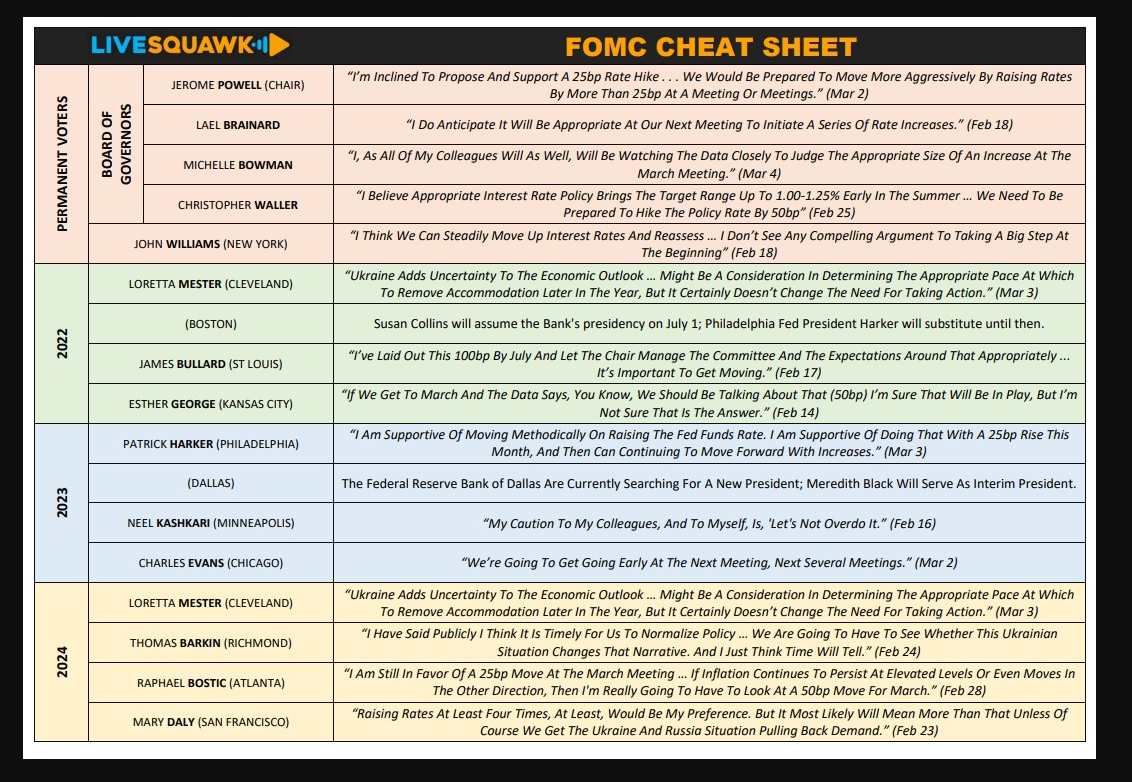 LIVESQUAWK
FOMC CHEAT SHEET
PERMANENT VOTERS
BOARD OF
GOVERNORS
JEROME POWELL (CHAIR)
“I'm Inclined To Propose And Support A 25bp Rate Hike . . . We Would Be Prepared To Move More Aggressively By Raising Rates
By More Than 25bp At A Meeting Or Meetings.” (Mar 2)
LAEL BRAINARD
“I Do Anticipate It Will Be Appropriate At Our Next Meeting To Initiate A Series Of Rate Increases.” (Feb 18)
MICHELLE BOWMAN
“I, As All Of My Colleagues Will As Well, Will Be Watching The Data Closely To Judge The Appropriate Size Of An Increase At The
March Meeting.” (Mar 4)
CHRISTOPHER WALLER
“I Believe Appropriate Interest Rate Policy Brings The Target Range Up To 1.00-1.25% Early In The Summer … We Need To Be
Prepared To Hike The Policy Rate By 50bp” (Feb 25)
JOHN WILLIAMS (NEW YORK)
“I Think We Can Steadily Move Up Interest Rates And Reassess … I Don't See Any Compelling Argument To Taking A Big Step At
The Beginning” (Feb 18)
2022
LORETTA MESTER (CLEVELAND)
“Ukraine Adds Uncertainty To The Economic Outlook … Might Be A Consideration In Determining The Appropriate Pace At Which
To Remove Accommodation Later In The Year, But It Certainly Doesn't Change The Need For Taking Action.” (Mar 3)
(BOSTON)
Susan Collins will assume the Bank's presidency on July 1; Philadelphia Fed President Harker will substitute until then.
JAMES BULLARD (ST LOUIS)
“I've Laid Out This 100bp By July And Let The Chair Manage The Committee And The Expectations Around That Appropriately …
It's Important To Get Moving.” (Feb 17)
ESTHER GEORGE (KANSAS CITY)
“If We Get To March And The Data Says, You Know, We Should Be Talking About That (50bp) I'm Sure That Will Be In Play, But I'm
Not Sure That Is The Answer.” (Feb 14)
2023
PATRICK HARKER (PHILADELPHIA)
“I Am Supportive Of Moving Methodically On Raising The Fed Funds Rate. I Am Supportive Of Doing That With A 25bp Rise This
Month, And Then Can Continuing To Move Forward With Increases.” (Mar 3)
(DALLAS)
The Federal Reserve Bank of Dallas Are Currently Searching For A New President; Meredith Black Will Serve As Interim President.
NEEL KASHKARI (MINNEAPOLIS)
“My Caution To My Colleagues, And To Myself, Is, 'Let's Not Overdo It.” (Feb 16)
CHARLES EVANS (CHICAGO)
“We're Going To Get Going Early At The Next Meeting, Next Several Meetings.” (Mar 2)
2024
LORETTA MESTER (CLEVELAND)
“Ukraine Adds Uncertainty To The Economic Outlook … Might Be A Consideration In Determining The Appropriate Pace At Which
To Remove Accommodation Later In The Year, But It Certainly Doesn't Change The Need For Taking Action.” (Mar 3)
THOMAS BARKIN (RICHMOND)
“I Have Said Publicly I Think It Is Timely For Us To Normalize Policy … We Are Going To Have To See Whether This Ukrainian
Situation Changes That Narrative. And I Just Think Time Will Tell.” (Feb 24)
RAPHAEL BOSTIC (ATLANTA)
“I Am Still In Favor Of A 25bp Move At The March Meeting … If Inflation Continues To Persist At Elevated Levels Or Even Moves In
The Other Direction, Then I'm Really Going To Have To Look At A 50bp Move For March.” (Feb 28)
MARY DALY (SAN FRANCISCO)
“Raising Rates At Least Four Times, At Least, Would Be My Preference. But It Most Likely Will Mean More Than That Unless Of
Course We Get The Ukraine And Russia Situation Pulling Back Demand.” (Feb 23)